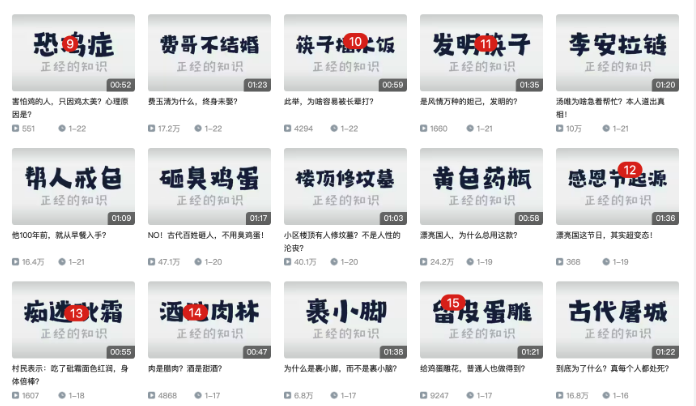 恐鸡症
9
正经的知识
00:52
害怕鸡的人，只因鸡太美？心理原
因是？
551
1-22
费哥不结婚
正经的知识
01:23
费玉清为什么，终身未娶？
17.2万
1-22
筷子插米饭
10
正经的知识
00:59
此举，为啥容易被长辈打？
4294
1-22
发明筷子
11
正经的知识
01:35
是风情万种的妲己，发明的？
1660
1-21
李安拉链
正经的知识
01:20
汤唯为啥急着帮忙？本人道出真
相！
10万
1-21
帮人戒色
正经的知识
01:09
他100年前，就从早餐入手？
16.4万
1-21
砸臭鸡蛋
正经的知识
01:17
NO！古代百姓砸人，不用臭鸡蛋！
47.1万
1-20
楼顶修坟墓
正经的知识
01:03
小区楼顶有人修坟墓？不是人性的
沦丧？
40.1万
1-20
黄色药瓶
正经的知识
00:58
漂亮国人，为什么总用这款？
24.2万
1-19
感恩节起源
12
正经的知识
01:36
漂亮国这节日，其实超变态！
368
1-19
痴迷砒霜
13
正经的知识
00:55
村民表示：吃了砒霜面色红润，身
体倍棒？
1607
1-18
酒池肉林
14
正经的知识
00:47
肉是腊肉？酒是甜酒？
4868
1-17
裹小脚
正经的知识
01:38
为什么是裹小脚，而不是裹小脑？
6.8万
1-17
留皮蛋雕
15
正经的知识
01:21
给鸡蛋雕花，普通人也做得到？
9247
1-17
古代屠城
正经的知识
01:22
到底为了什么？真每个人都处死？
16.8万
1-16